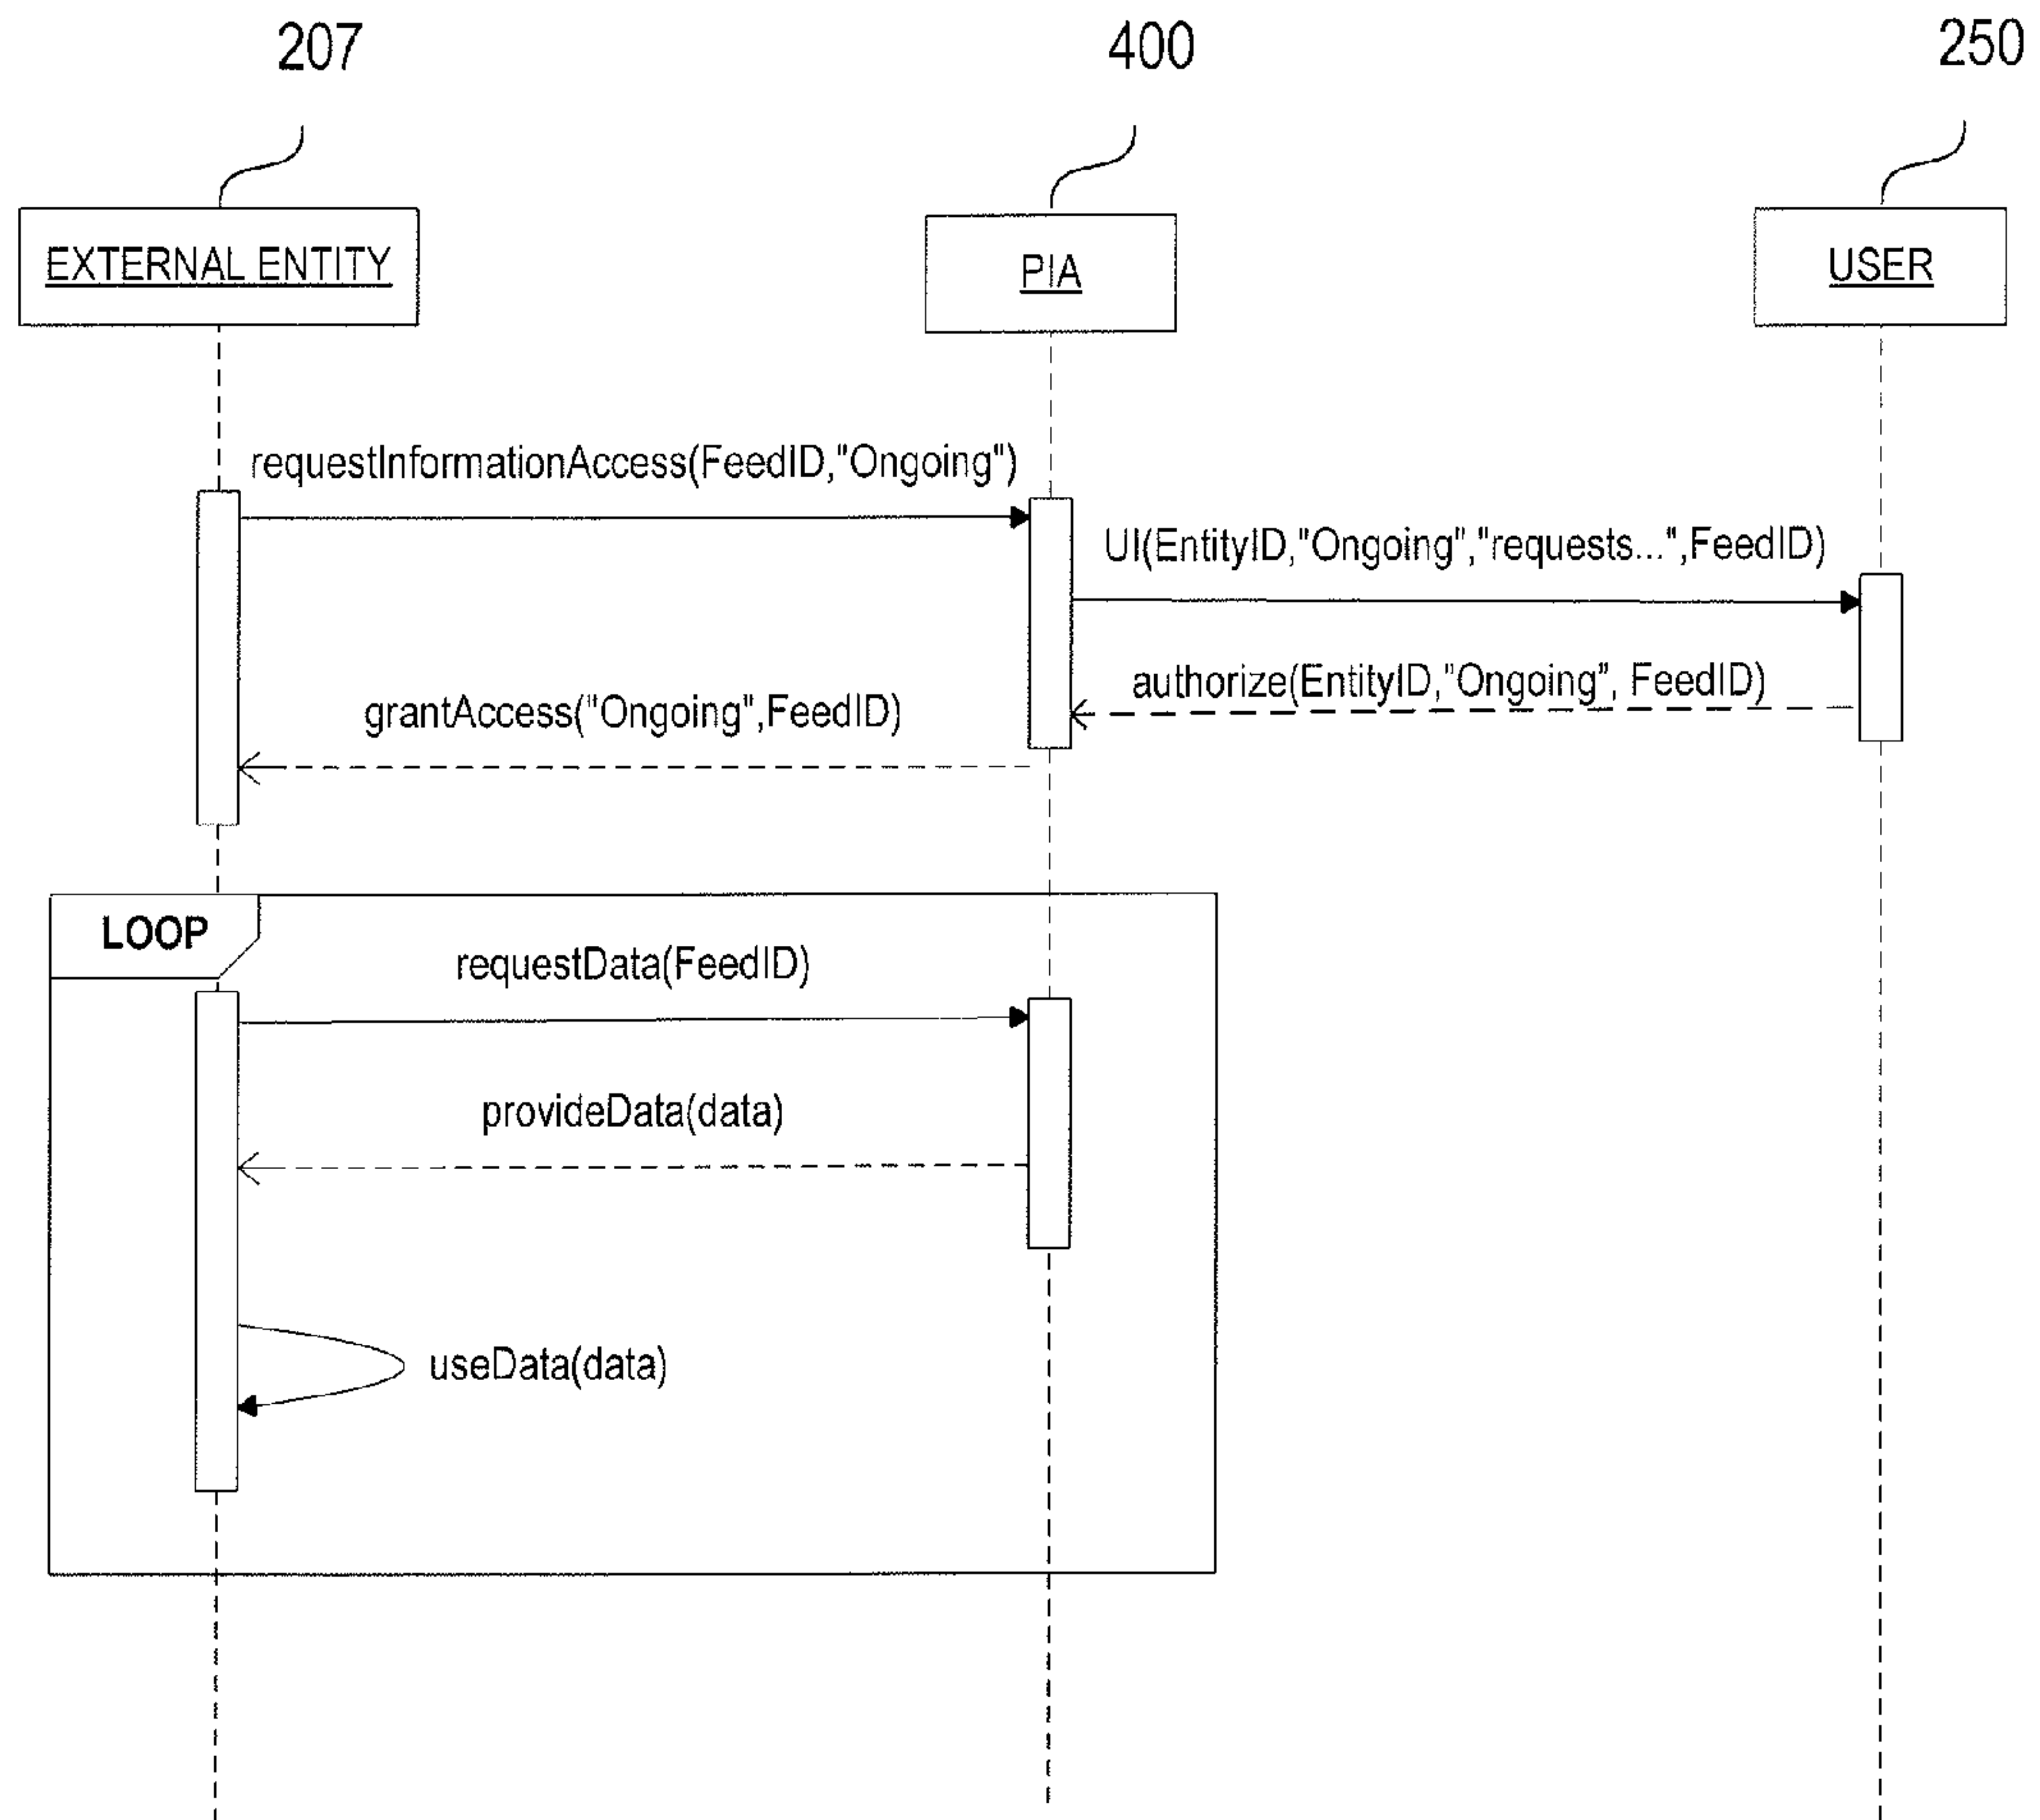 207
400
250
EXTERNAL ENTITY
PIA
USER
requestInformationAccess(FeedID,"Ongoing")
UI(EntityID,"Ongoing","requests...",FeedID)
authorize(EntityID,"Ongoing", FeedID)
grantAccess("Ongoing",FeedID)
LOOP
requestData(FeedID)
provideData(data)
useData(data)